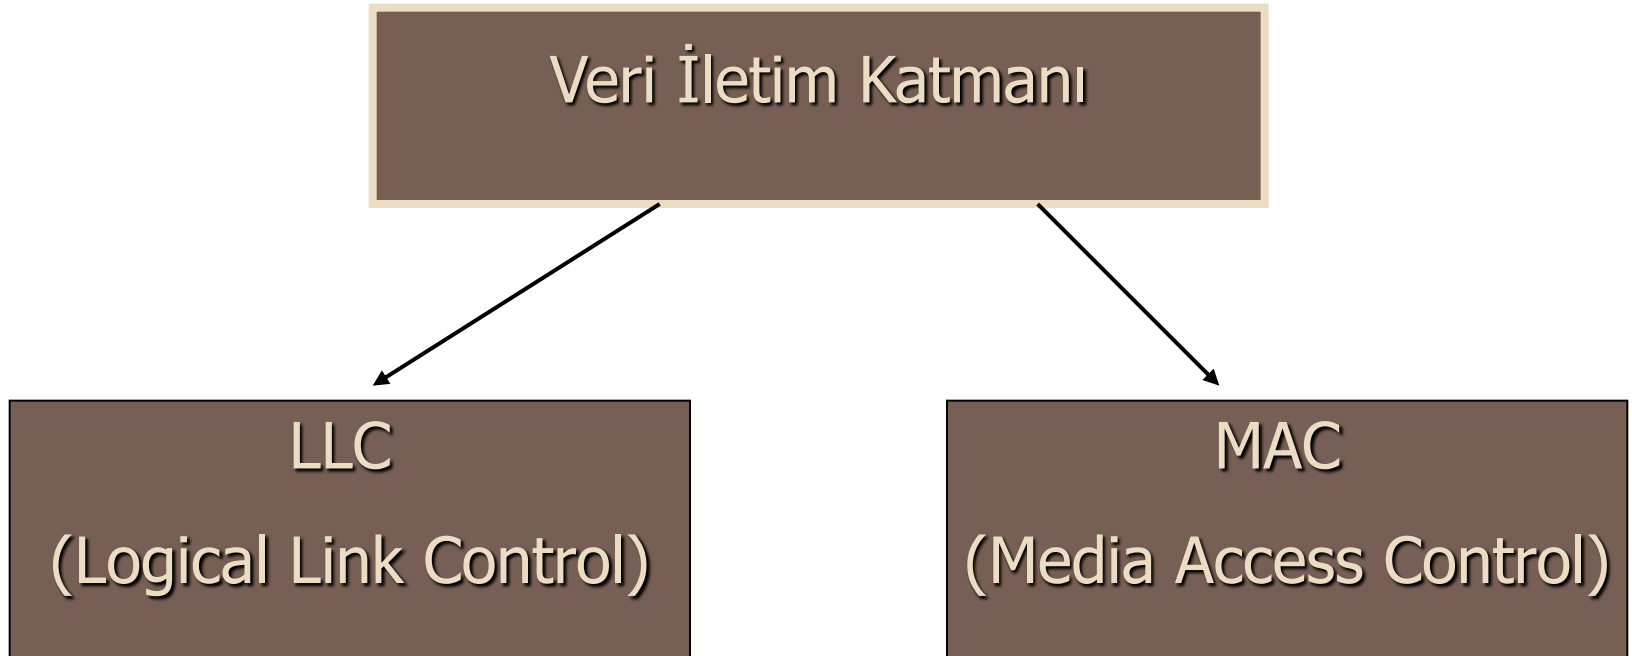 Veri İletim Katmanı
LLC
(Logical Link Control)
MAC
(Media Access Control)